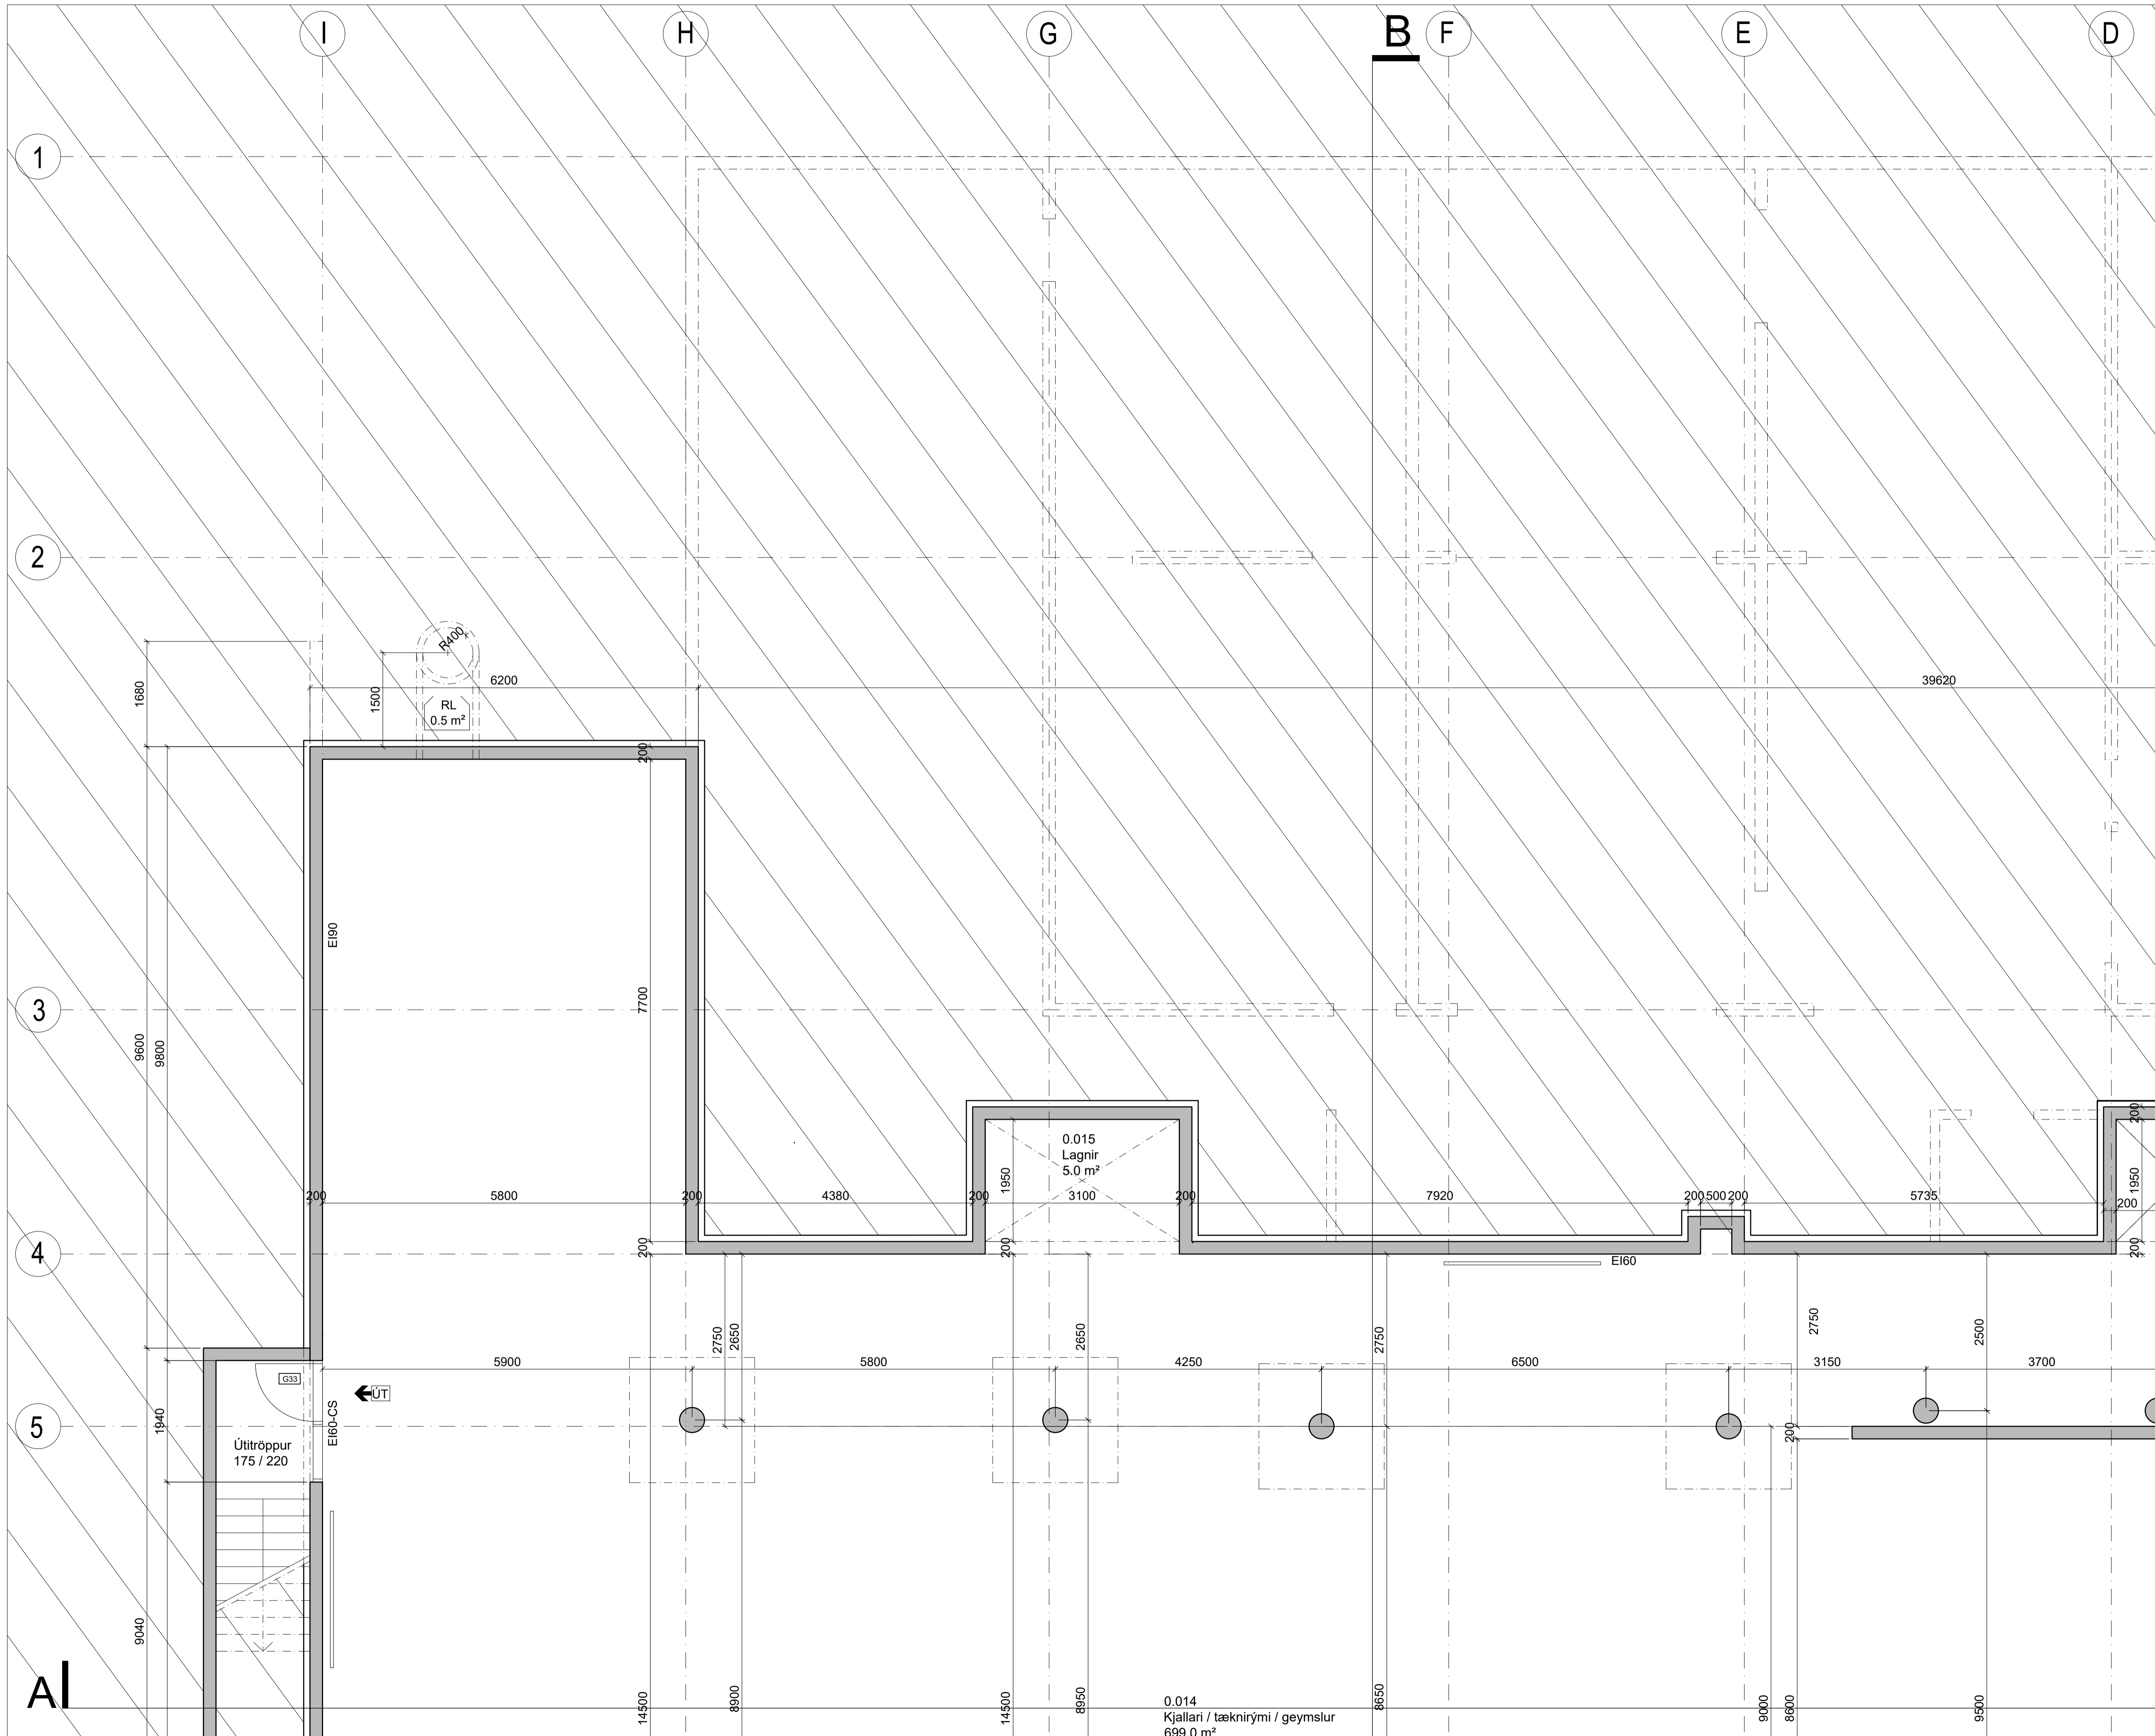 I H G B F E D
1
2
R400
1680
1500
6200
39620
RL
0.5 m²
200
EI90
7700
3
9600
9800
200
0.015
Lagnir
5.0 m²
1950
1950
200 5800 200 4380 200 3100 200 7920 200 500 200 5735 200
4
200
200
200
EI60
2750
2650
2650
2750
2750
2500
5900 5800 4250 6500 3150 3700
G33
ÚT
5
1940
EI60-CS
200
Útitröppur
175 / 220
9040
A
14500
8900
14500
8950
8650
9000
8600
9500
0.014
Kjallari / tæknirými / geymslur
699.0 m²